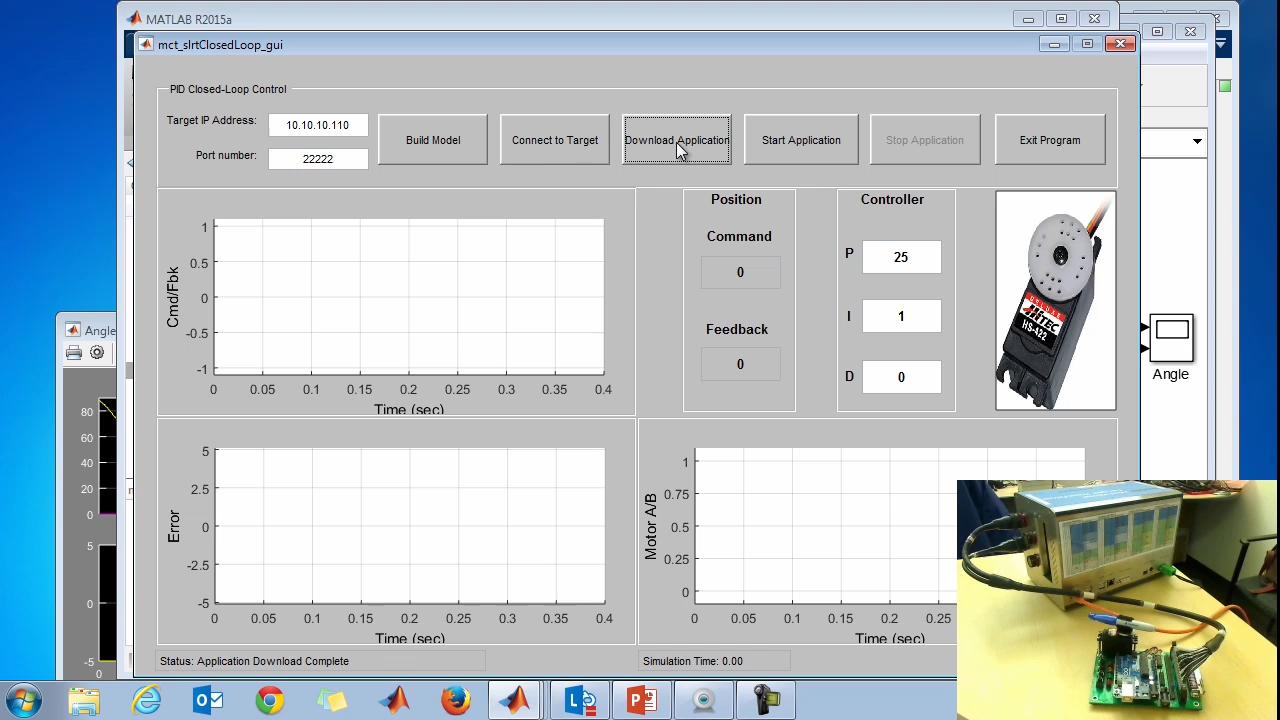 MATLAB R2015a
mct_slrtClosedLoop_gui
PID Closed-Loop Control
Target IP Address: 10.10.10.110
Port number: 22222
Build Model
Connect to Target
Download Application
Start Application
Stop Application
Exit Program
Position
Command
0
Feedback
0
Controller
P 25
I 1
D 0
DELUXE
HITEC
HS-422
Cmd/Fbk
1
0.5
0
-0.5
-1
0 0.05 0.1 0.15 0.2 0.25 0.3 0.35 0.4
Time (sec)
Error
5
2.5
0
-2.5
-5
0 0.05 0.1 0.15 0.2 0.25 0.3 0.35 0.4
Time (sec)
Motor A/B
1
0.75
0.5
0.25
0
0 0.05 0.1 0.15 0.2 0.25
Time (sec)
Status: Application Download Complete
Simulation Time: 0.00
Angle
80
60
40
20
0
5
0
-5
0
Angle